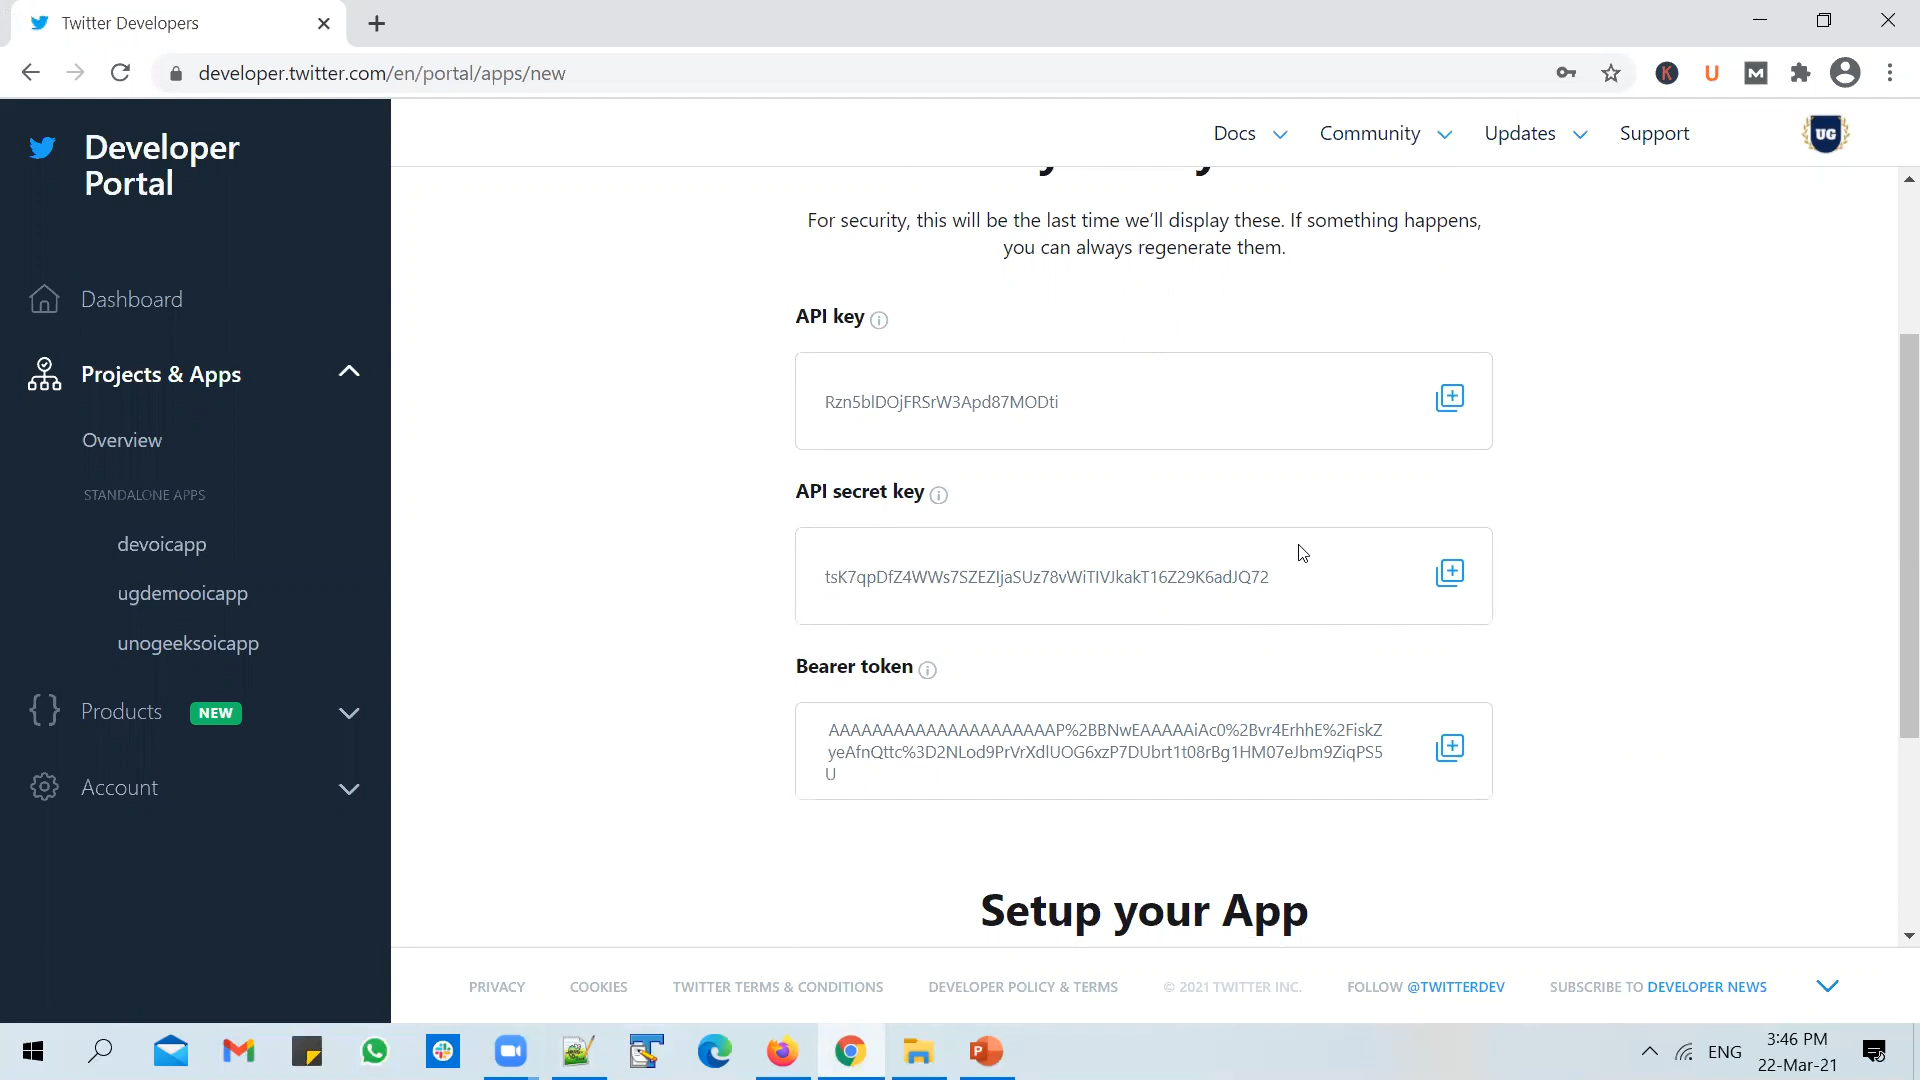 Twitter Developers
developer.twitter.com/en/portal/apps/new
Developer
Portal
Docs
Community
Updates
Support
UG
Dashboard
Projects & Apps
Overview
STANDALONE APPS
devoicapp
ugdemooicapp
unogeeksoicapp
Products
NEW
Account
For security, this will be the last time we'll display these. If something happens,
you can always regenerate them.
API key
Rzn5blDOjFRSrW3Apd87MODti
API secret key
tsK7qpDfZ4WWs7SZEZIjaSUz78vWiTIVJkakT16Z29K6adJQ72
Bearer token
AAAAAAAAAAAAAAAAAAAAAP%2BBNwEAAAAAiAc0%2Bvr4ErhhE%2FiskZ
yeAfnQttc%3D2NLod9PrVrXdlUOG6xzP7DUbrt1t08rBg1HM07eJbm9ZiqPS5
U
Setup your App
PRIVACY
COOKIES
TWITTER TERMS & CONDITIONS
DEVELOPER POLICY & TERMS
© 2021 TWITTER INC.
FOLLOW @TWITTERDEV
SUBSCRIBE TO DEVELOPER NEWS
ENG
3:46 PM
22-Mar-21